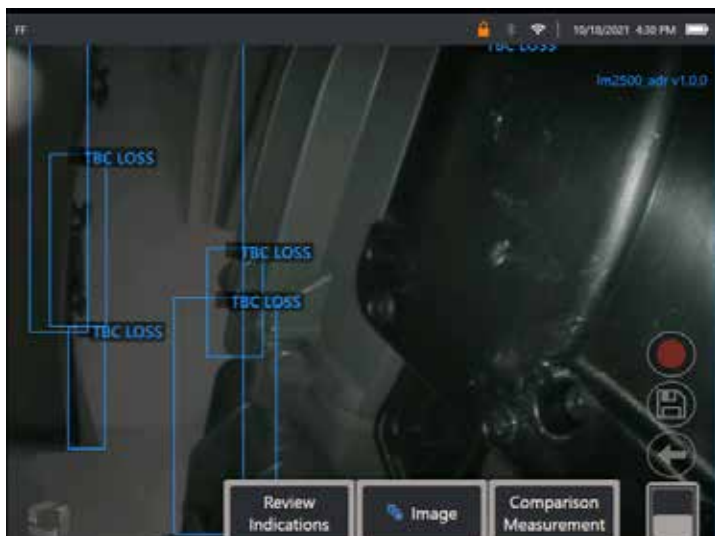 FF
10/18/2021 4:30 PM
TBC LOSS
lm2500_adr v1.0.0
TBC LOSS
TBC LOSS
TBC LOSS
TBC LOSS
Review
Indications
Image
Comparison
Measurement